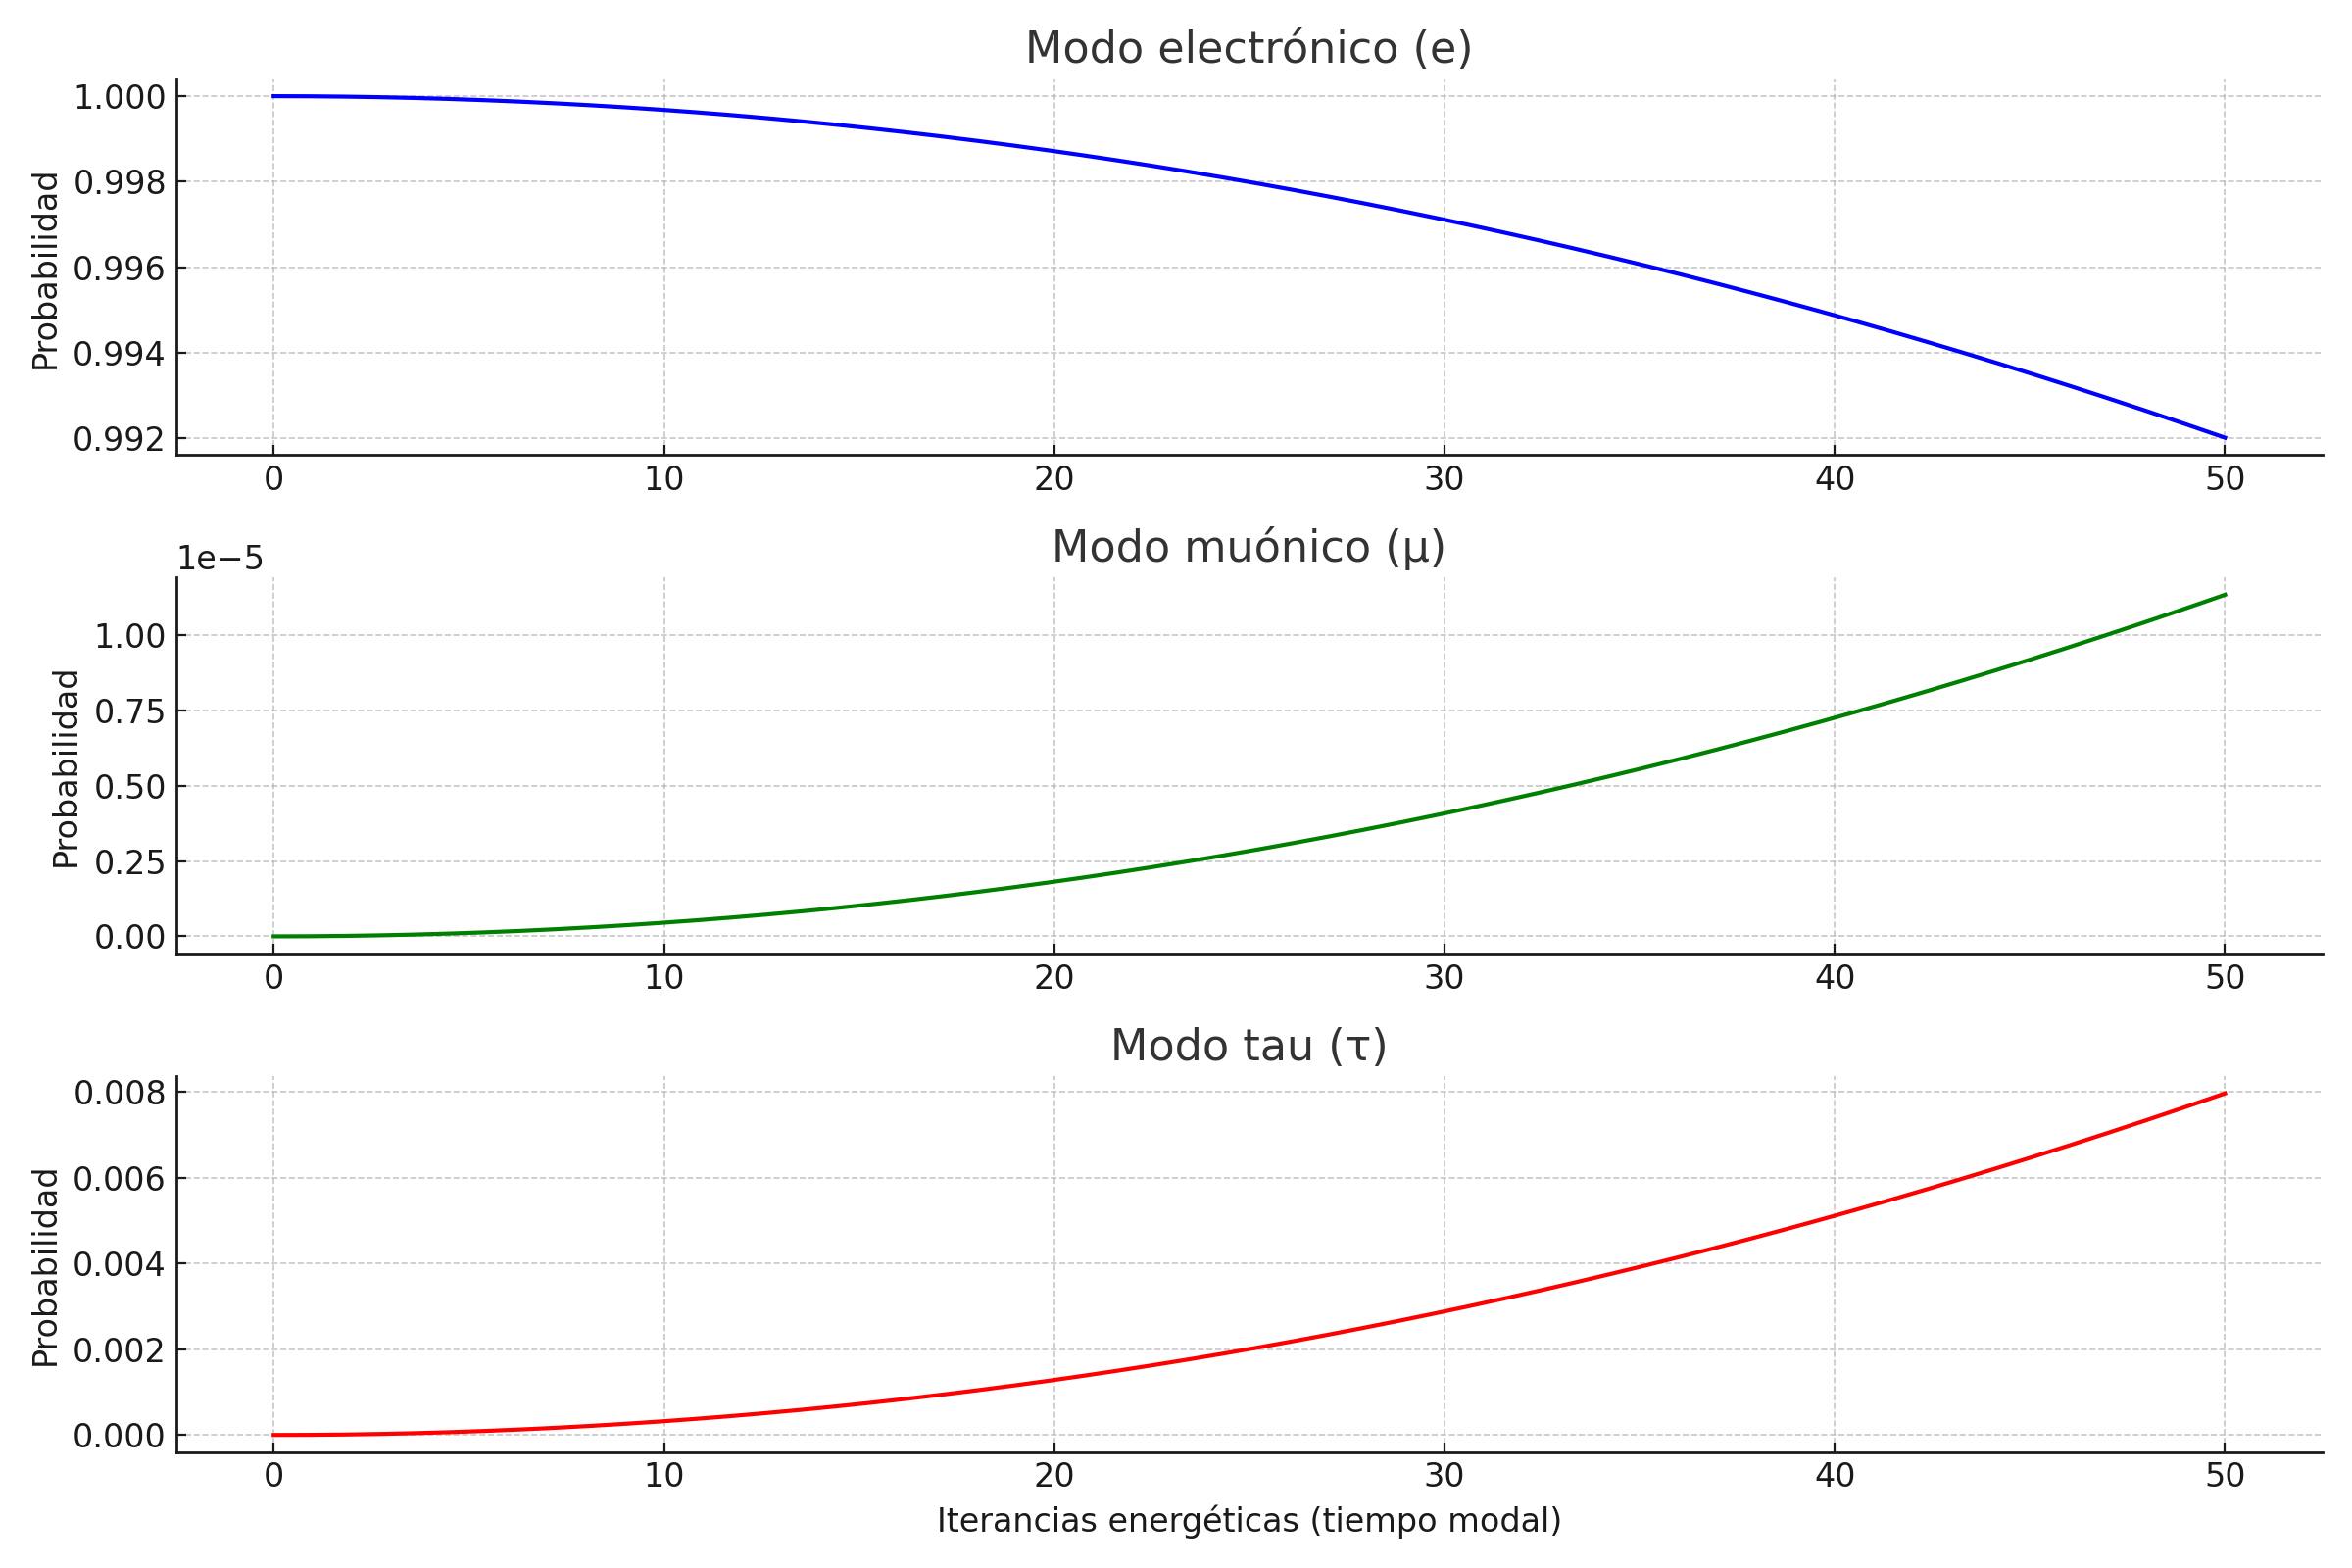 Modo electrónico (e)
Probabilidad
1.000
0.998
0.996
0.994
0.992
0 10 20 30 40 50
Modo muónico (μ)
1e−5
Probabilidad
1.00
0.75
0.50
0.25
0.00
0 10 20 30 40 50
Modo tau (τ)
Probabilidad
0.008
0.006
0.004
0.002
0.000
0 10 20 30 40 50
Iterancias energéticas (tiempo modal)